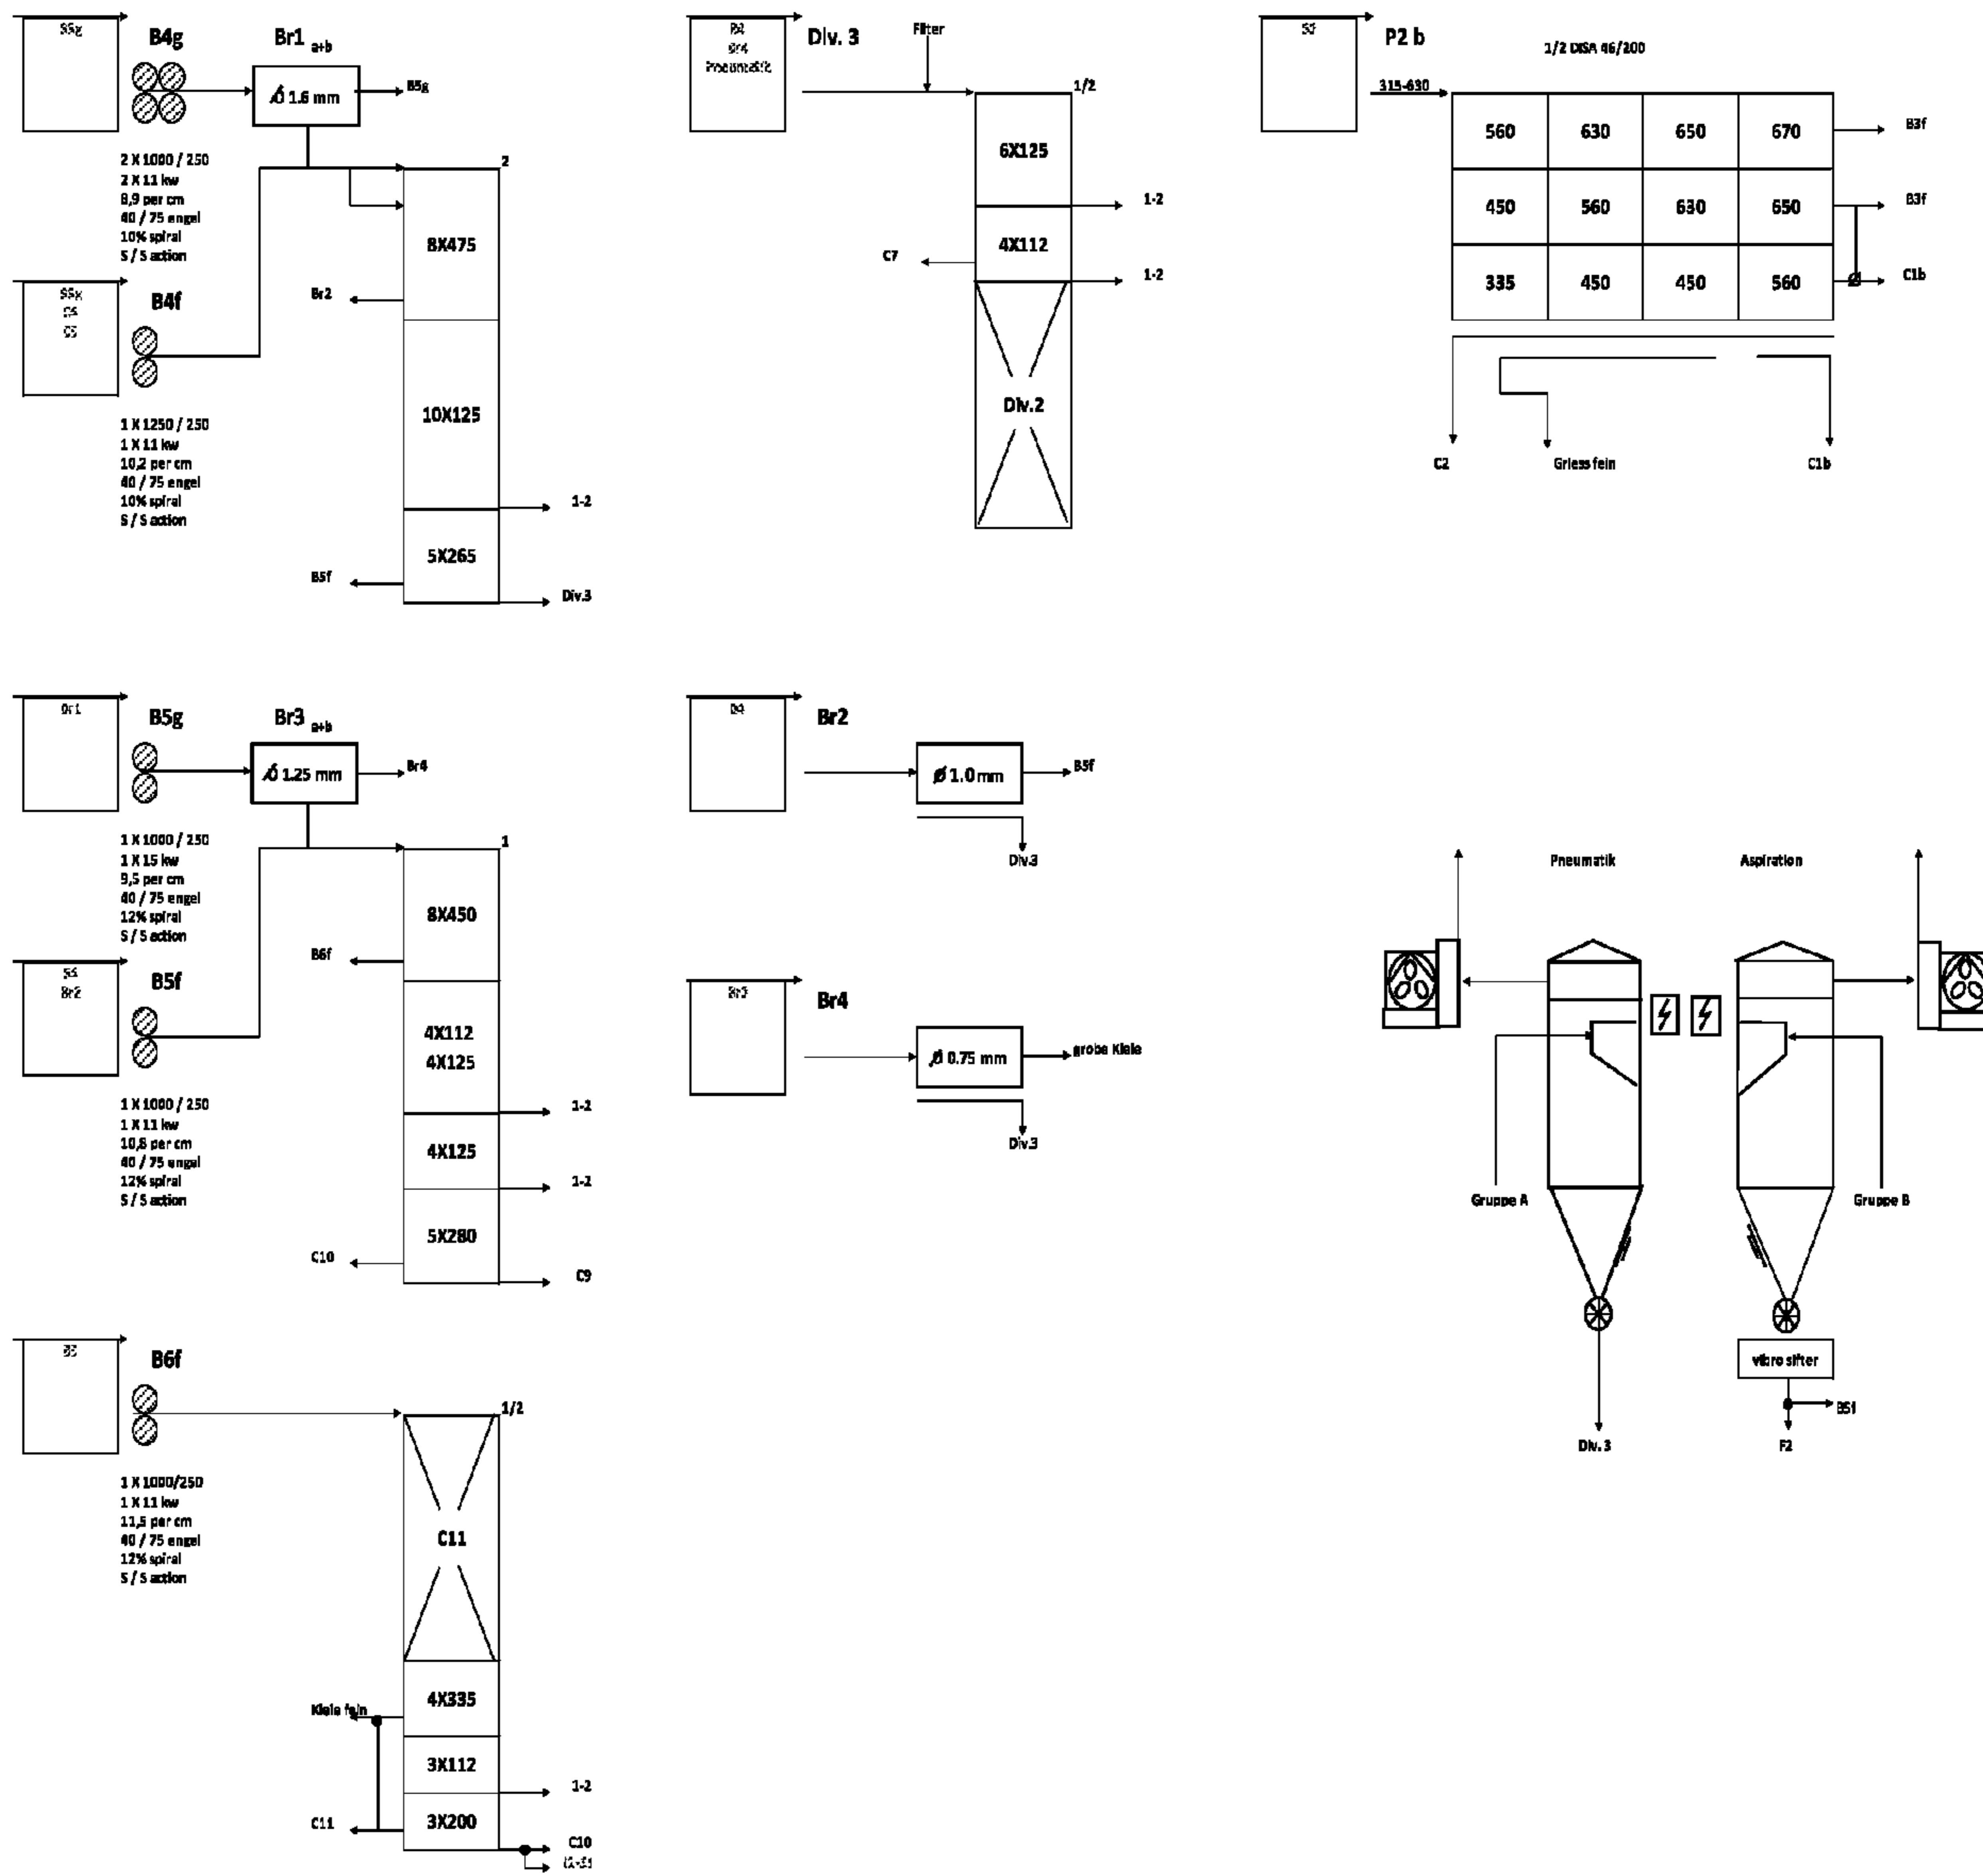 B4g
Br1 a+b
Ø 1.6 mm
B5g
2 X 1000 / 250
2 X 11 kw
8,9 per cm
40 / 75 engel
10% spiral
S / S action
2
8X475
Br2
10X125
1-2
5X265
B5f
Div.3
B4f
1 X 1250 / 250
1 X 11 kw
10,2 per cm
40 / 75 engel
10% spiral
S / S action
Pneumatik
Div. 3
Filter
1/2
6X125
1-2
4X112
C7
1-2
Div.2
P2 b
1/2 DISA 46/200
315-630
560 630 650 670
B3f
450 560 630 650
B3f
335 450 450 560
C1b
C2
Griess fein
C1b
Br1
B5g
Br3 a+b
Ø 1.25 mm
Br4
1 X 1000 / 250
1 X 15 kw
9,5 per cm
40 / 75 engel
12% spiral
S / S action
1
8X450
B6f
4X112
4X125
1-2
4X125
1-2
5X280
C10
C9
Br2
B5f
1 X 1000 / 250
1 X 11 kw
10,8 per cm
40 / 75 engel
12% spiral
S / S action
Br2
Ø 1.0 mm
B5f
Div.3
Br3
Br4
Ø 0.75 mm
grobe Kleie
Div.3
Pneumatik
Aspiration
Gruppe A
Gruppe B
vibro sifter
B5f
Div. 3
F2
B6f
1 X 1000/250
1 X 11 kw
11,5 per cm
40 / 75 engel
12% spiral
S / S action
1/2
C11
4X335
Kleie fein
3X112
1-2
3X200
C11
C10